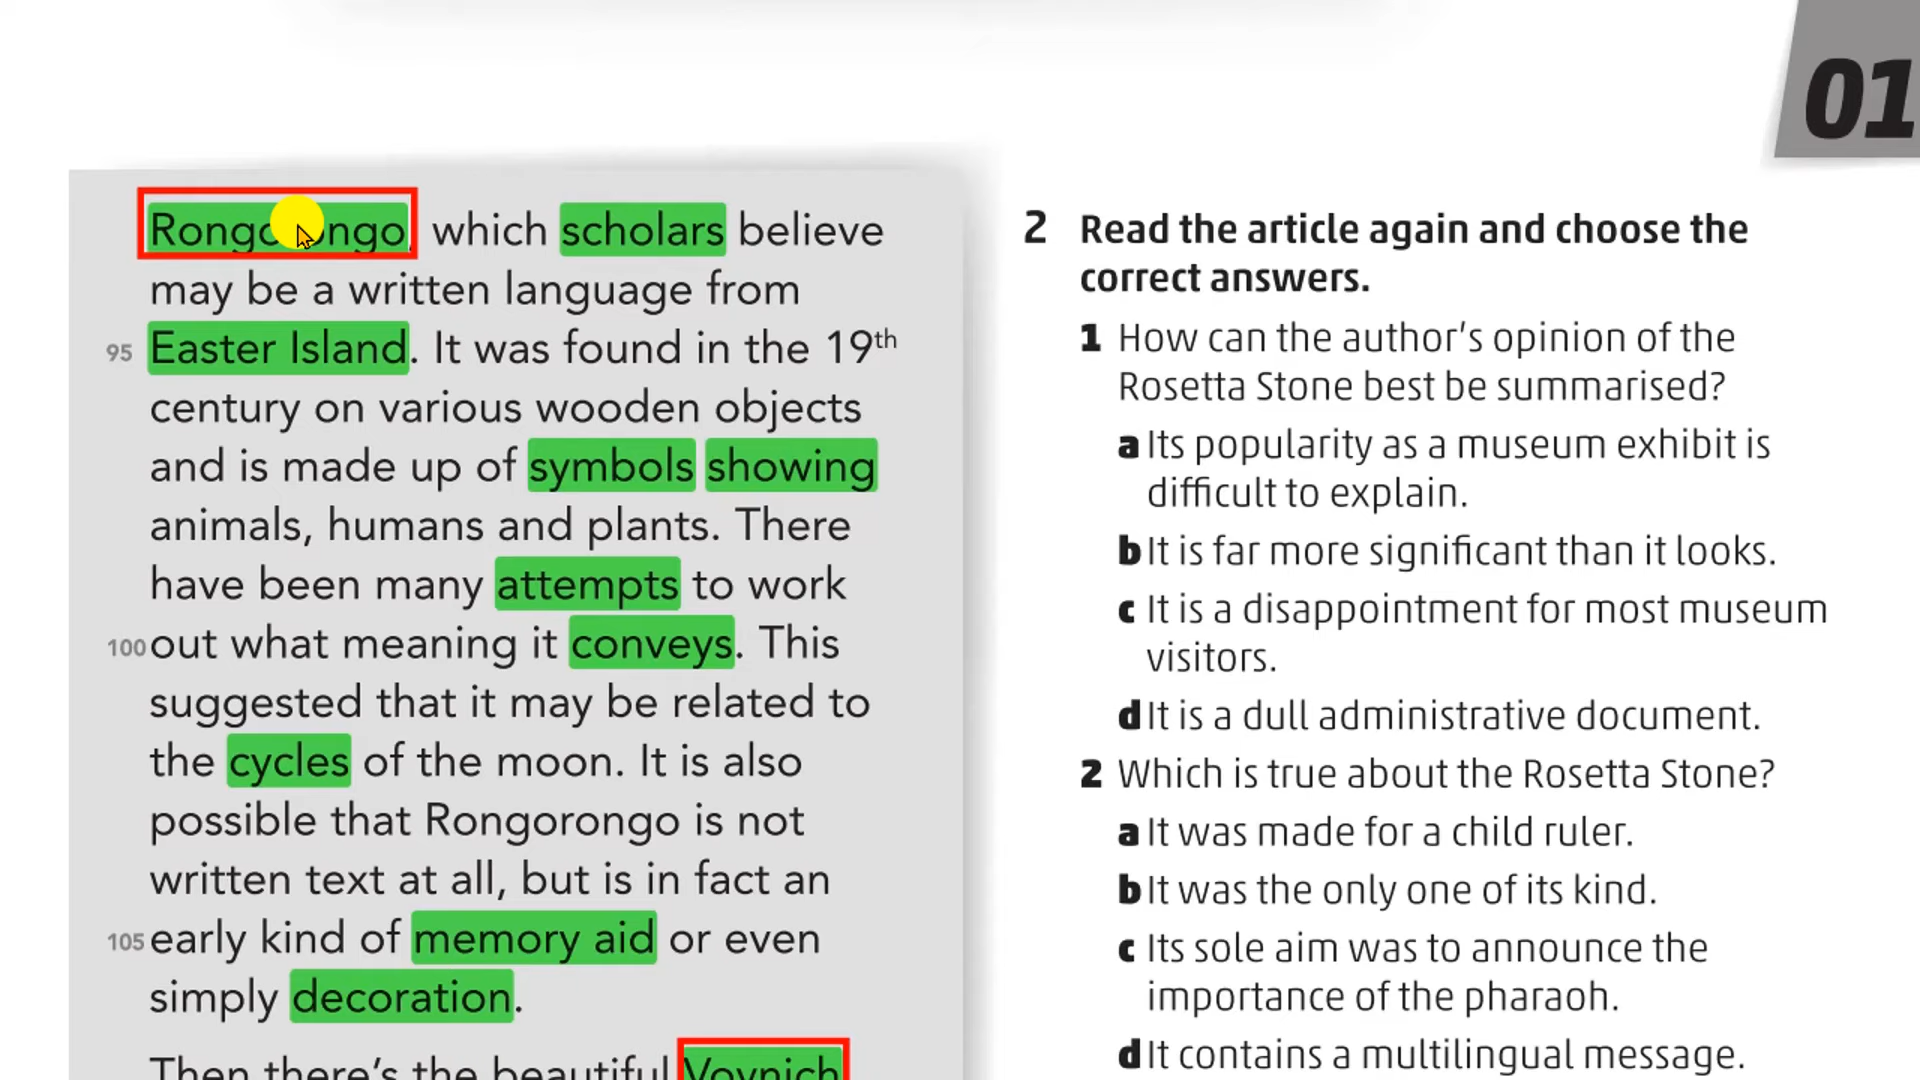 01
Rongorongo, which scholars believe
may be a written language from
95 Easter Island. It was found in the 19th
century on various wooden objects
and is made up of symbols showing
animals, humans and plants. There
have been many attempts to work
100 out what meaning it conveys. This
suggested that it may be related to
the cycles of the moon. It is also
possible that Rongorongo is not
written text at all, but is in fact an
105 early kind of memory aid or even
simply decoration.
Then there's the beautiful Voynich
2 Read the article again and choose the
correct answers.
1 How can the author's opinion of the
Rosetta Stone best be summarised?
a Its popularity as a museum exhibit is
difficult to explain.
b It is far more significant than it looks.
c It is a disappointment for most museum
visitors.
d It is a dull administrative document.
2 Which is true about the Rosetta Stone?
a It was made for a child ruler.
b It was the only one of its kind.
c Its sole aim was to announce the
importance of the pharaoh.
d It contains a multilingual message.